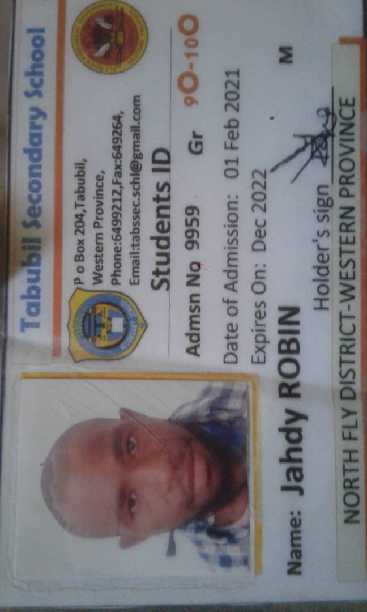 Tabubil Secondary School
P o Box 204,Tabubil,
Western Province,
Phone:6499212,Fax:649264,
Email:tabssec.schl@gmail.com
Students ID
Admsn No 9959 Gr 9O-10O
Date of Admission: 01 Feb 2021
Expires On: Dec 2022
Name: Jahdy ROBIN M
Holder's sign
NORTH FLY DISTRICT-WESTERN PROVINCE